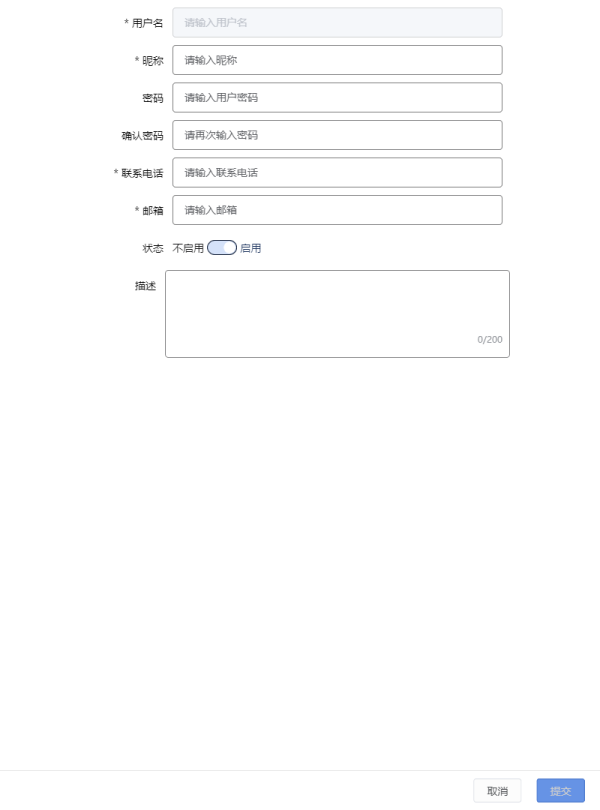 * 用户名 请输入用户名
* 昵称 请输入昵称
密码 请输入用户密码
确认密码 请再次输入密码
* 联系电话 请输入联系电话
* 邮箱 请输入邮箱
状态 不启用 启用
描述
0/200
取消 提交